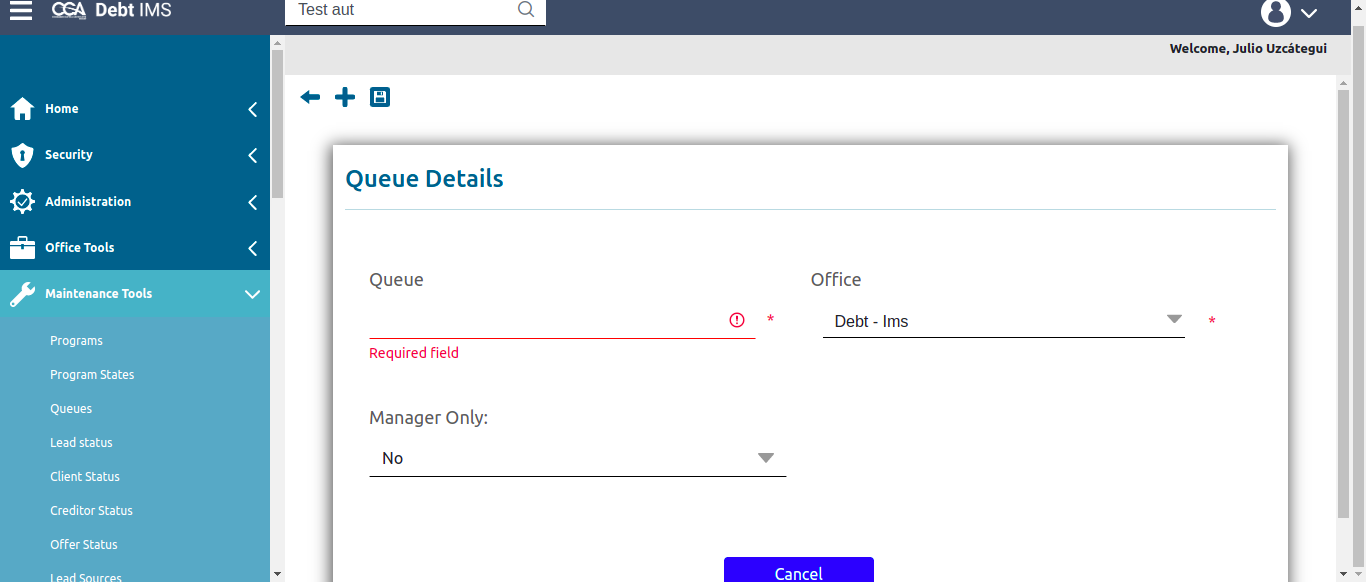 CGA Debt IMS
Test aut
Welcome, Julio Uzcátegui
Home
Security
Administration
Office Tools
Maintenance Tools
Programs
Program States
Queues
Lead status
Client Status
Creditor Status
Offer Status
Lead Sources
Queue Details
Queue
*
Required field
Office
Debt - Ims
*
Manager Only:
No
Cancel